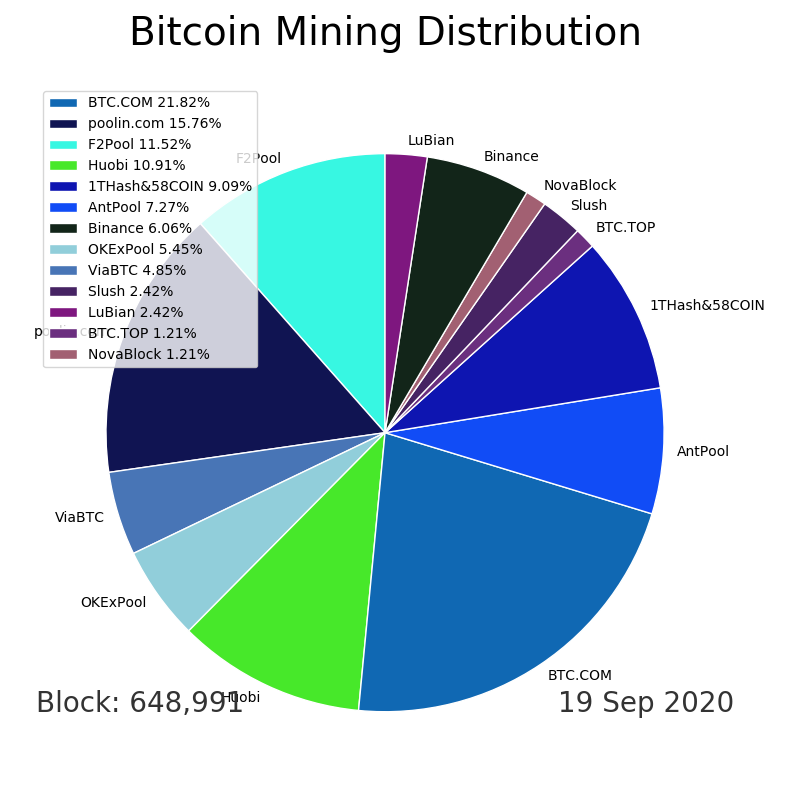 Bitcoin Mining Distribution
BTC.COM 21.82%
poolin.com 15.76%
F2Pool 11.52%
Huobi 10.91%
1THash&58COIN 9.09%
AntPool 7.27%
Binance 6.06%
OKExPool 5.45%
ViaBTC 4.85%
Slush 2.42%
LuBian 2.42%
BTC.TOP 1.21%
NovaBlock 1.21%
LuBian
Binance
F2Pool
NovaBlock
Slush
BTC.TOP
1THash&58COIN
AntPool
ViaBTC
OKExPool
BTC.COM
Huobi
Block: 648,991
19 Sep 2020